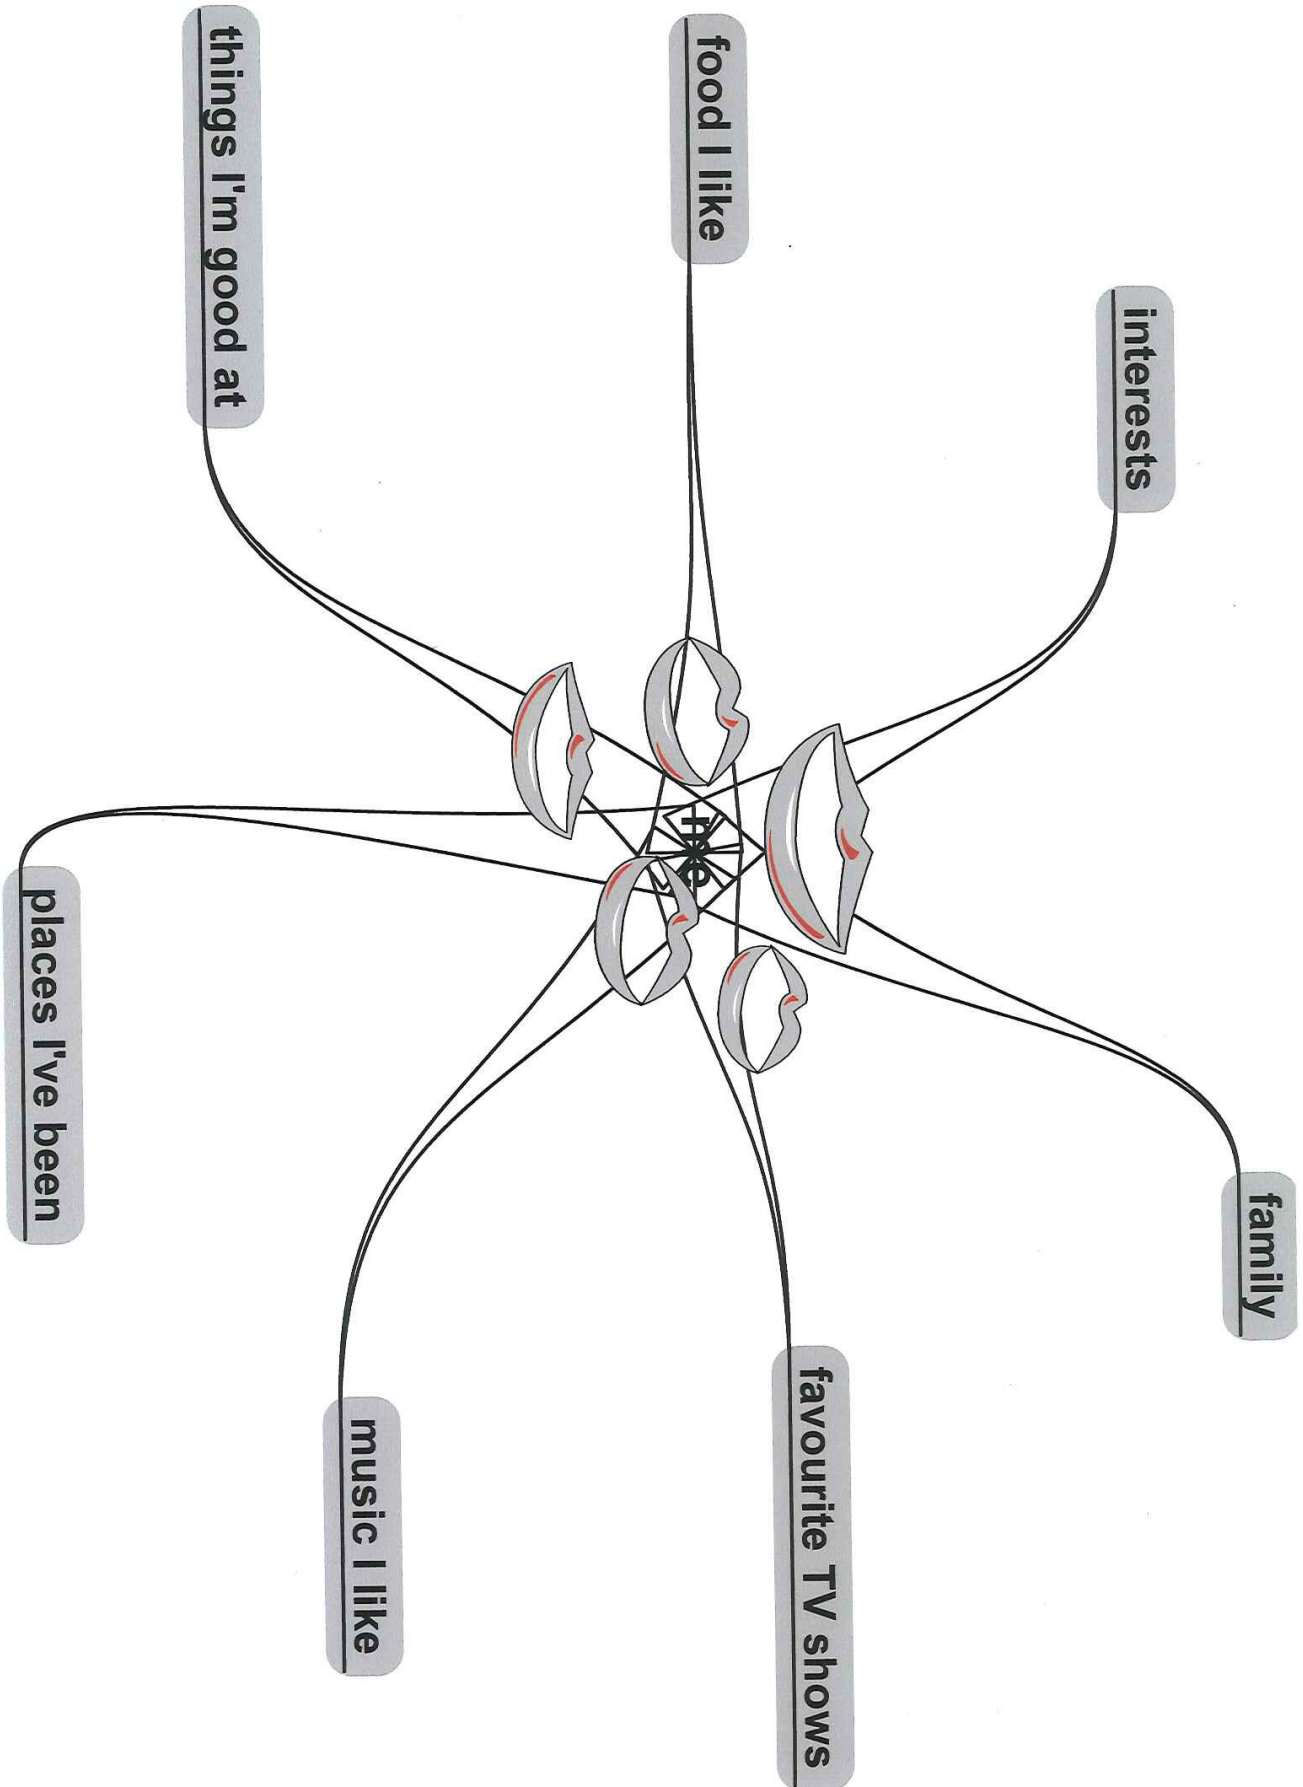 family
interests
favourite TV shows
food I like
me
music I like
things I'm good at
places I've been